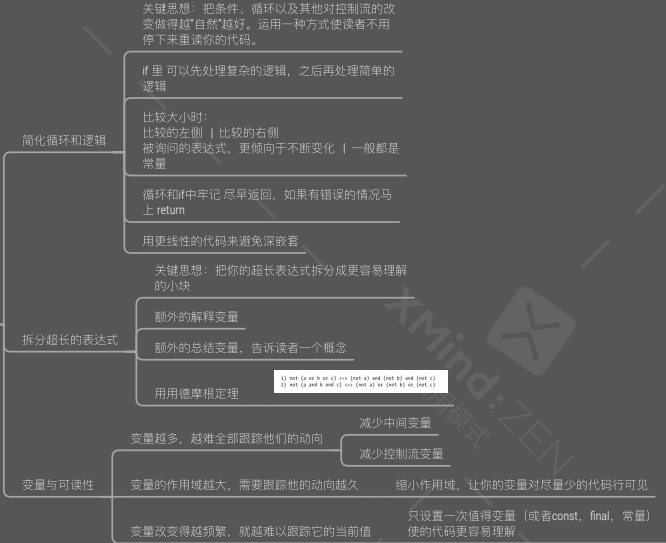 关键思想：把条件、循环以及其他对控制流的改
变做得越"自然"越好。运用一种方式使读者不用
停下来重读你的代码。
if 里 可以先处理复杂的逻辑，之后再处理简单的
逻辑
简化循环和逻辑
比较大小时：
比较的左侧 | 比较的右侧
被询问的表达式，更倾向于不断变化 | 一般都是
常量
循环和if中牢记 尽早返回，如果有错误的情况马
上 return
用更线性的代码来避免深嵌套
拆分超长的表达式
关键思想：把你的超长表达式拆分成更容易理解
的小块
额外的解释变量
额外的总结变量，告诉读者一个概念
用用德摩根定理
1) not (a or b or c) <=> (not a) and (not b) and (not c)
2) not (a and b and c) <=> (not a) or (not b) or (not c)
变量与可读性
变量越多，越难全部跟踪他们的动向
减少中间变量
减少控制流变量
变量的作用域越大，需要跟踪他的动向越久
缩小作用域，让你的变量对尽量少的代码行可见
变量改变得越频繁，就越难以跟踪它的当前值
只设置一次值得变量（或者const，final，常量）
使的代码更容易理解
XMind: ZEN
用模式